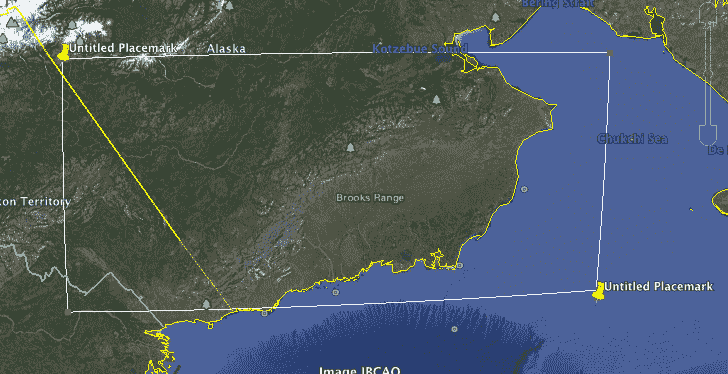 Bering Strait
Untitled Placemark
Alaska
Kotzebue Sound
Chukchi Sea
De
Brooks Range
kon Territory
Untitled Placemark
Image IBCAO